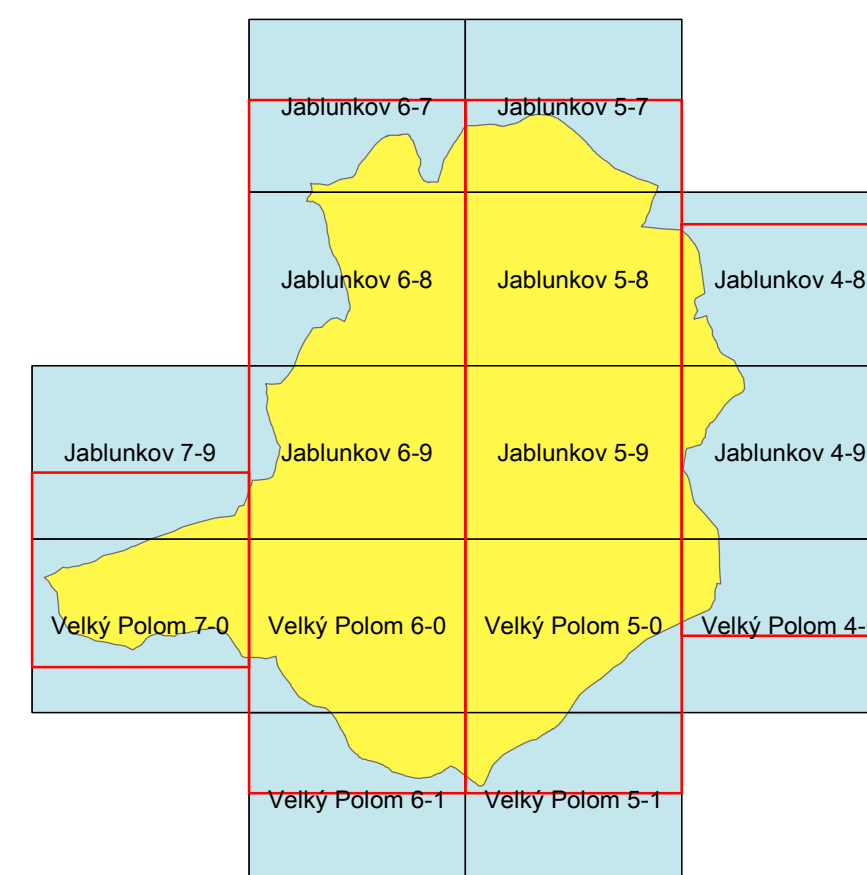 Jablunkov 6-7 Jablunkov 5-7
Jablunkov 6-8 Jablunkov 5-8 Jablunkov 4-8
Jablunkov 7-9 Jablunkov 6-9 Jablunkov 5-9 Jablunkov 4-9
Velký Polom 7-0 Velký Polom 6-0 Velký Polom 5-0 Velký Polom 4-
Velký Polom 6-1 Velký Polom 5-1